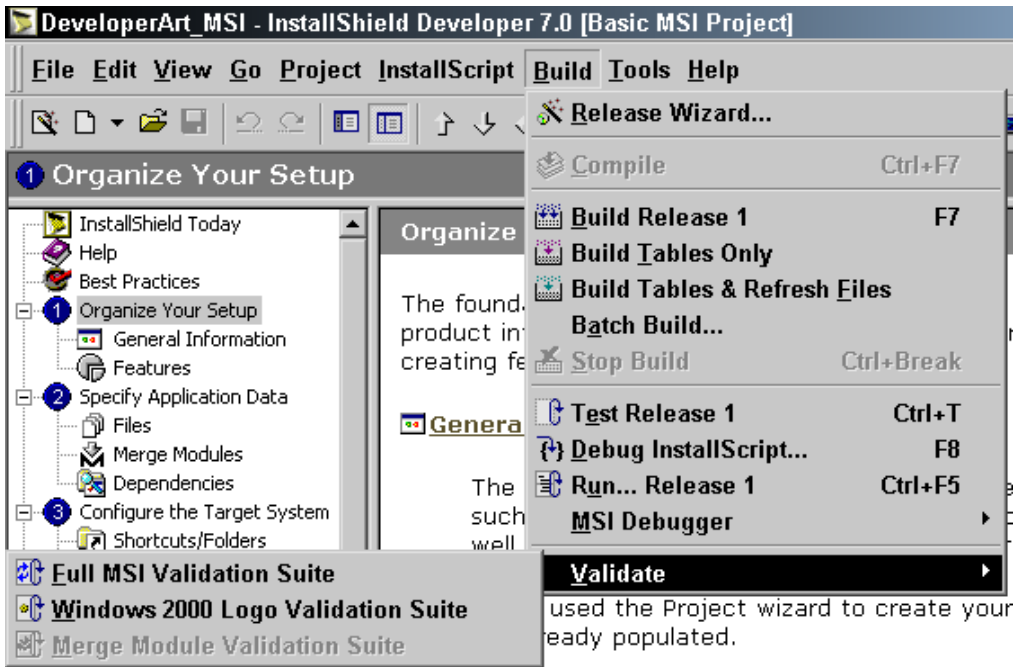 DeveloperArt_MSI - InstallShield Developer 7.0 [Basic MSI Project]
File Edit View Go Project InstallScript Build Tools Help
Release Wizard...
Compile Ctrl+F7
Build Release 1 F7
Build Tables Only
Build Tables & Refresh Files
Batch Build...
Stop Build Ctrl+Break
Test Release 1 Ctrl+T
Debug InstallScript... F8
Run... Release 1 Ctrl+F5
MSI Debugger
Validate
Full MSI Validation Suite
Windows 2000 Logo Validation Suite
Merge Module Validation Suite
1 Organize Your Setup
InstallShield Today
Help
Best Practices
1 Organize Your Setup
General Information
Features
2 Specify Application Data
Files
Merge Modules
Dependencies
3 Configure the Target System
Shortcuts/Folders
Organize
The
product
creating
The
such
well
used the Project wizard to create your
populated.